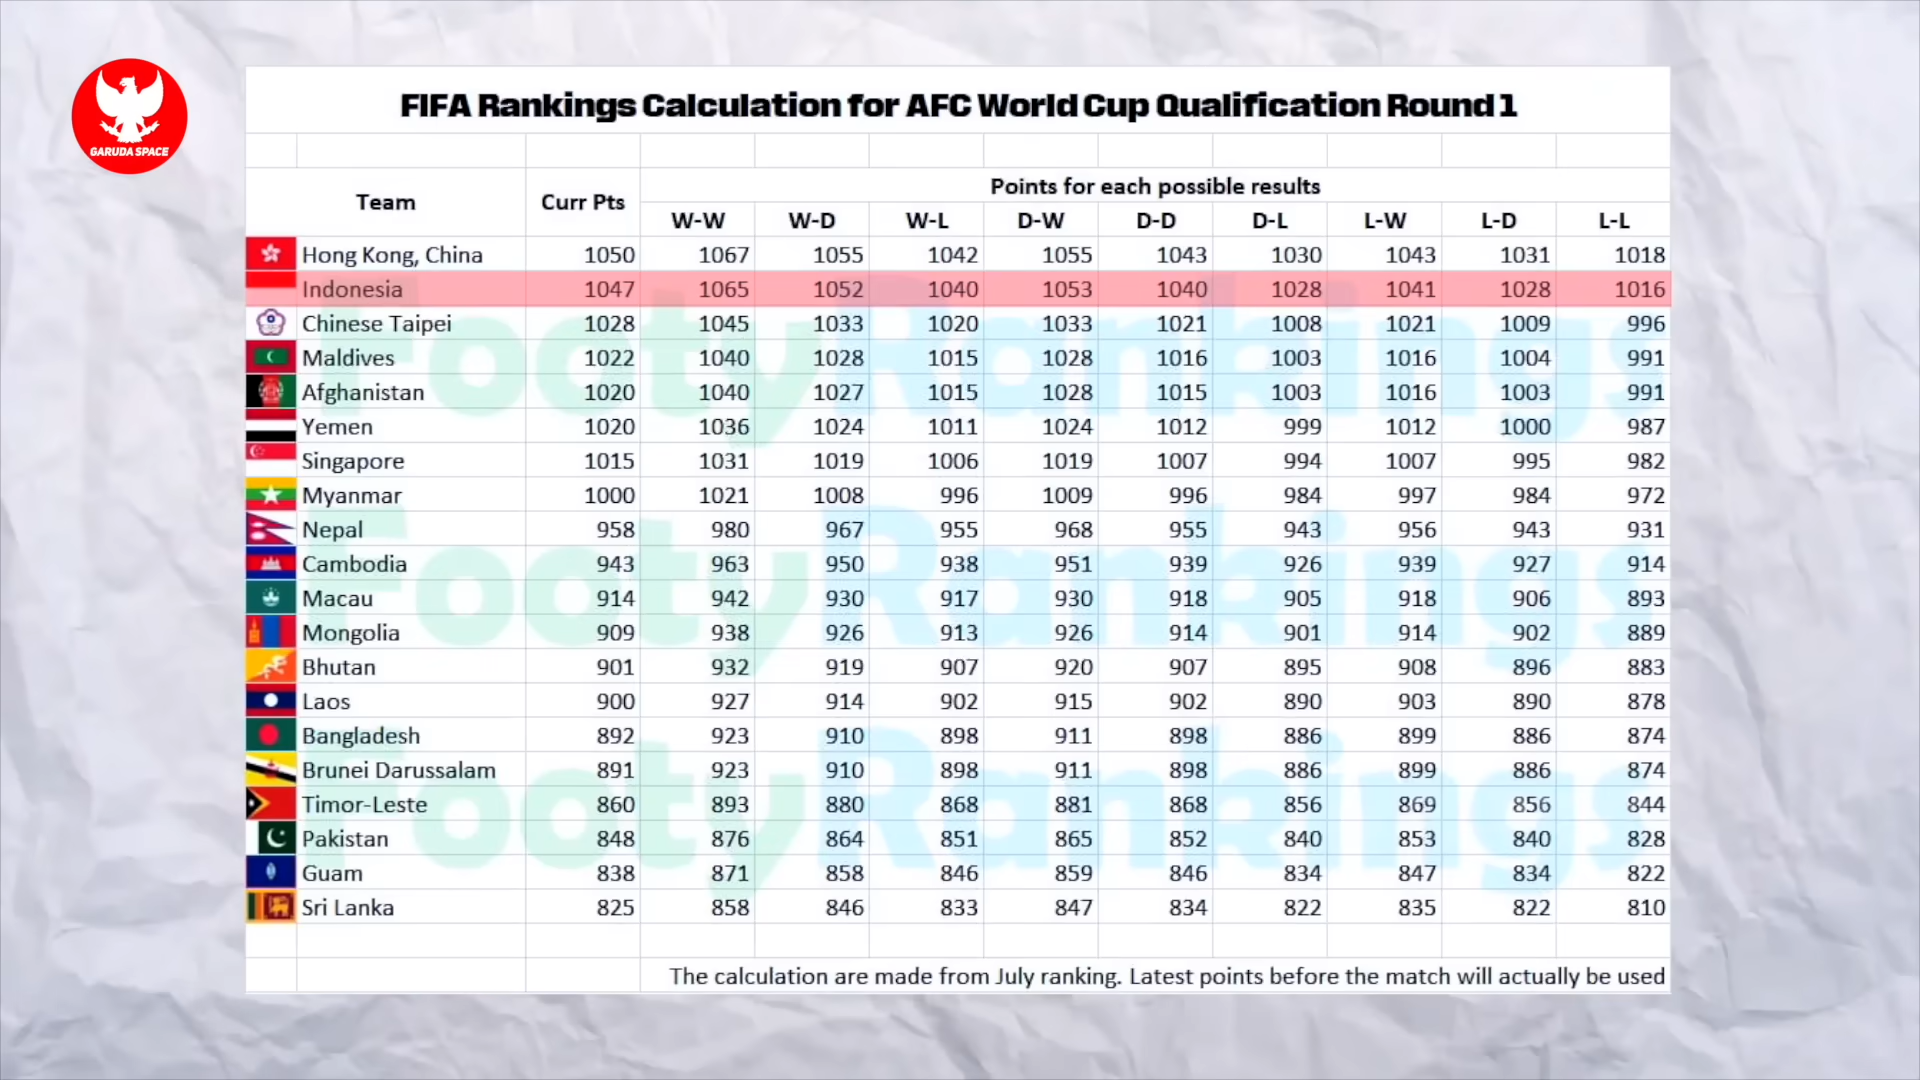 GARUDA SPACE
FIFA Rankings Calculation for AFC World Cup Qualification Round 1
Team Curr Pts Points for each possible results
W-W W-D W-L D-W D-D D-L L-W L-D L-L
Hong Kong, China 1050 1067 1055 1042 1055 1043 1030 1043 1031 1018
Indonesia 1047 1065 1052 1040 1053 1040 1028 1041 1028 1016
Chinese Taipei 1028 1045 1033 1020 1033 1021 1008 1021 1009 996
Maldives 1022 1040 1028 1015 1028 1016 1003 1016 1004 991
Afghanistan 1020 1040 1027 1015 1028 1015 1003 1016 1003 991
Yemen 1020 1036 1024 1011 1024 1012 999 1012 1000 987
Singapore 1015 1031 1019 1006 1019 1007 994 1007 995 982
Myanmar 1000 1021 1008 996 1009 996 984 997 984 972
Nepal 958 980 967 955 968 955 943 956 943 931
Cambodia 943 963 950 938 951 939 926 939 927 914
Macau 914 942 930 917 930 918 905 918 906 893
Mongolia 909 938 926 913 926 914 901 914 902 889
Bhutan 901 932 919 907 920 907 895 908 896 883
Laos 900 927 914 902 915 902 890 903 890 878
Bangladesh 892 923 910 898 911 898 886 899 886 874
Brunei Darussalam 891 923 910 898 911 898 886 899 886 874
Timor-Leste 860 893 880 868 881 868 856 869 856 844
Pakistan 848 876 864 851 865 852 840 853 840 828
Guam 838 871 858 846 859 846 834 847 834 822
Sri Lanka 825 858 846 833 847 834 822 835 822 810
The calculation are made from July ranking. Latest points before the match will actually be used
FootyRankings
FootyRankings
FootyRankings